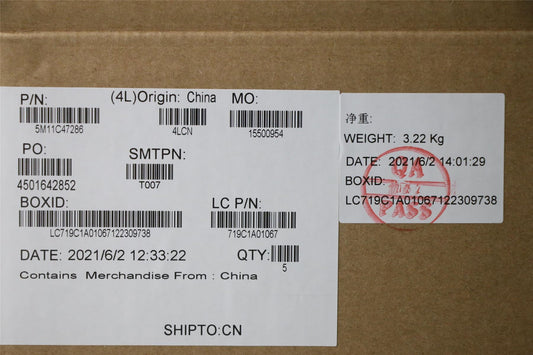 P/N:
5M11C47286
(4L)Origin: China
4LCN
MO:
15500954
PO:
4501642852
SMTPN:
T007
BOXID:
LC719C1A01067122309738
LC P/N:
719C1A01067
DATE: 2021/6/2 12:33:22
QTY:
5
Contains Merchandise From : China
SHIPTO:CN
净重:
WEIGHT: 3.22 Kg
DATE: 2021/6/2 14:01:29
BOXID:
LC719C1A01067122309738
QA
PASS